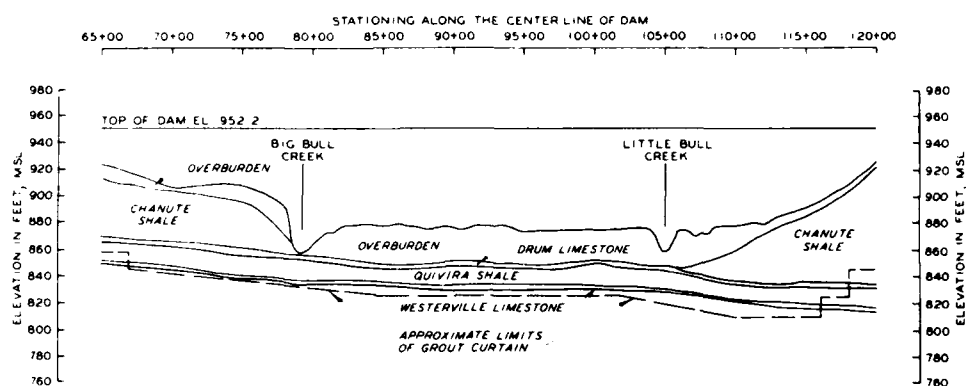 STATIONING ALONG THE CENTER LINE OF DAM
65+00 70+00 75+00 80+00 85+00 90+00 95+00 100+00 105+00 110+00 115+00 120+00
980 980
960 960
TOP OF DAM EL 952 2
940 940
BIG BULL
CREEK
LITTLE BULL
CREEK
920 920
OVERBURDEN
900 900
CHANUTE
SHALE
880 880
OVERBURDEN
DRUM LIMESTONE
CHANUTE
SHALE
860 860
QUIVIRA SHALE
840 840
820 820
WESTERVILLE LIMESTONE
800 800
APPROXIMATE LIMITS
OF GROUT CURTAIN
780 780
760 760
ELEVATION IN FEET, MSL
ELEVATION IN FEET, MSL